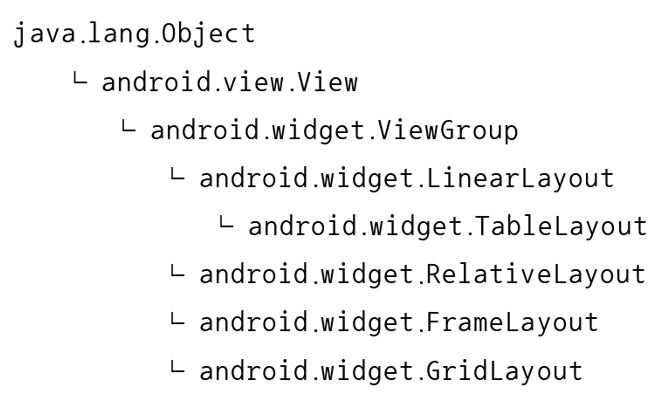 java.lang.Object
└ android.view.View
└ android.widget.ViewGroup
└ android.widget.LinearLayout
└ android.widget.TableLayout
└ android.widget.RelativeLayout
└ android.widget.FrameLayout
└ android.widget.GridLayout